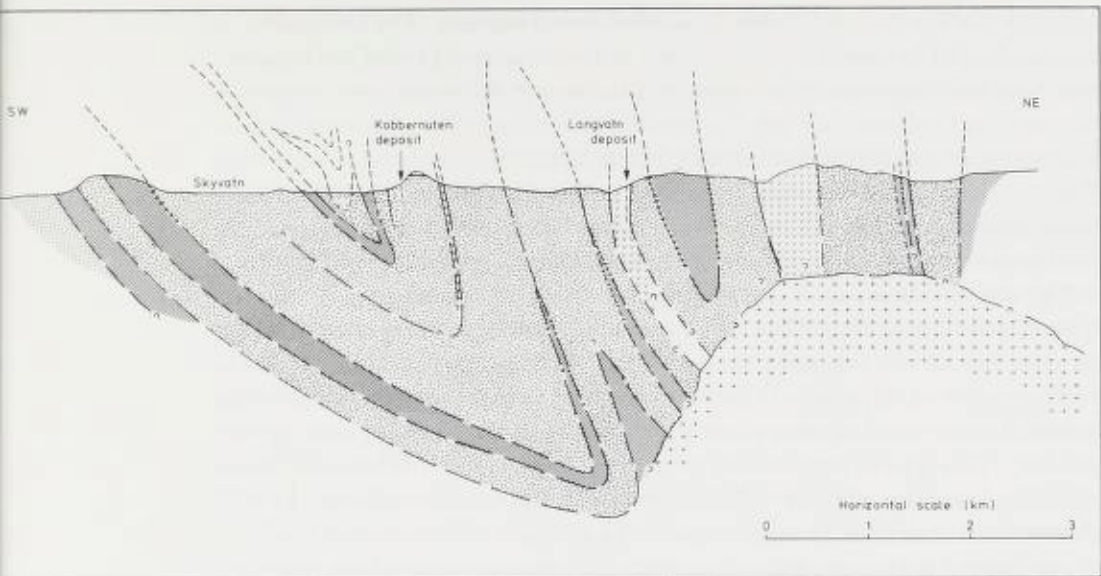 SW
NE
Kobbernuten
deposit
Langvatn
deposit
Skyvatn
?
?
?
?
?
?
Horizontal scale (km)
0 1 2 3